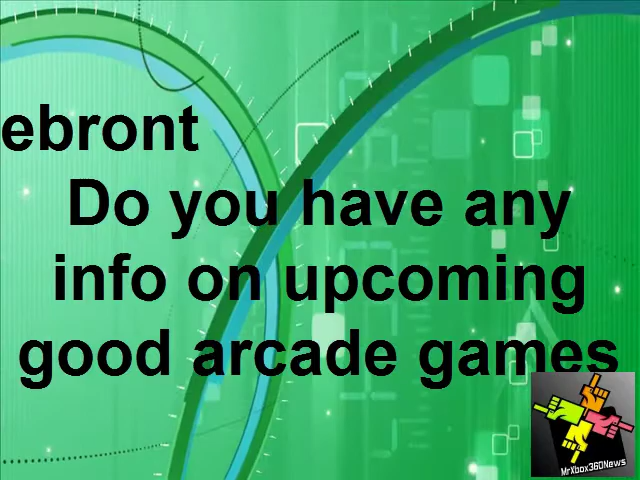 ebront
Do you have any
info on upcoming
good arcade games
MrXbox360News